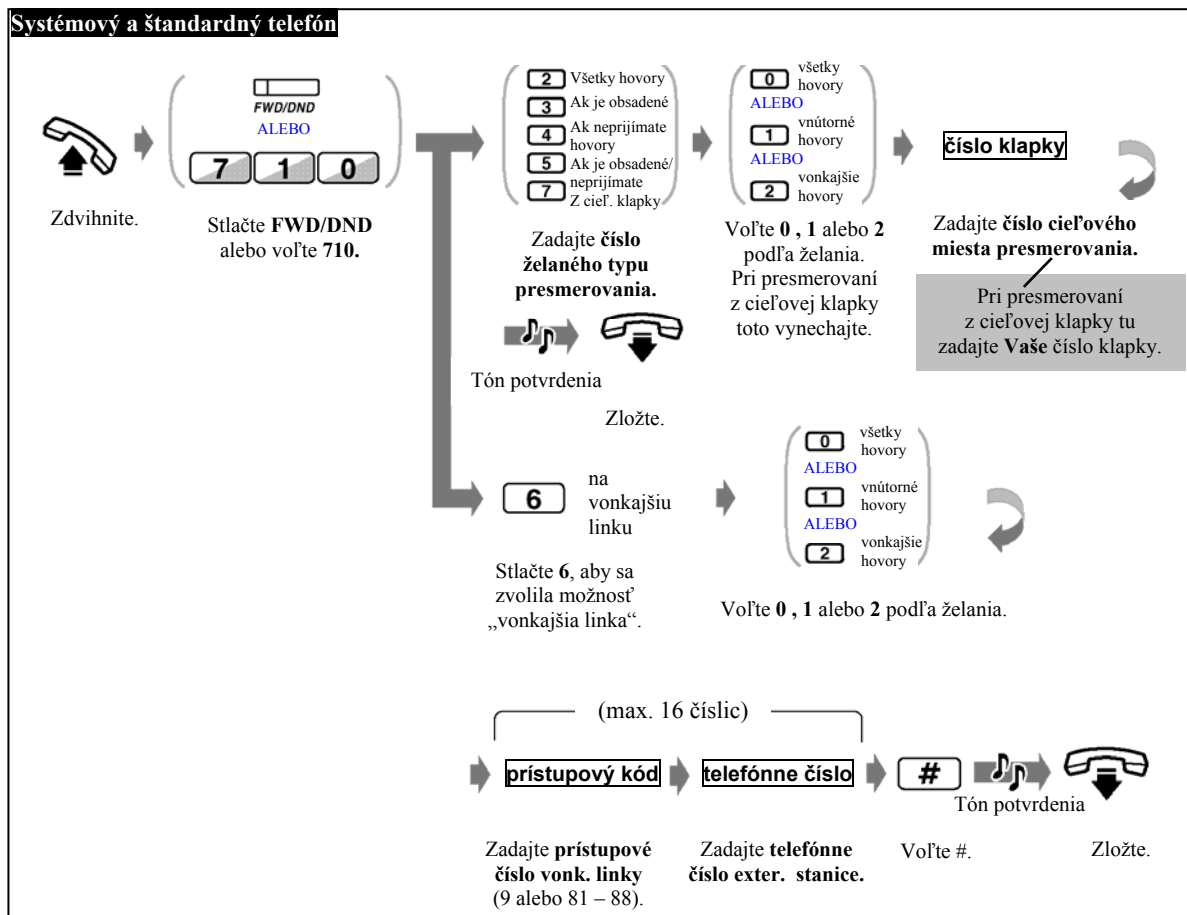 Systémový a štandardný telefón
FWD/DND
ALEBO
7 1 0
Zdvihnite.
Stlačte FWD/DND
alebo voľte 710.
2 Všetky hovory
3 Ak je obsadené
4 Ak neprijímate
hovory
5 Ak je obsadené/
neprijímate
7 Z cieľ. klapky
Zadajte číslo
želaného typu
presmerovania.
0 všetky
hovory
ALEBO
1 vnútorné
hovory
ALEBO
2 vonkajšie
hovory
Voľte 0 , 1 alebo 2
podľa želania.
Pri presmerovaní
z cieľovej klapky
toto vynechajte.
číslo klapky
Zadajte číslo cieľového
miesta presmerovania.
Pri presmerovaní
z cieľovej klapky tu
zadajte Vaše číslo klapky.
Tón potvrdenia
Zložte.
6 na
vonkajšiu
linku
Stlačte 6, aby sa
zvolila možnosť
„vonkajšia linka“.
0 všetky
hovory
ALEBO
1 vnútorné
hovory
ALEBO
2 vonkajšie
hovory
Voľte 0 , 1 alebo 2 podľa želania.
(max. 16 číslic)
prístupový kód
telefónne číslo
#
Tón potvrdenia
Zadajte prístupové
číslo vonk. linky
(9 alebo 81 – 88).
Zadajte telefónne
číslo exter. stanice.
Voľte #.
Zložte.